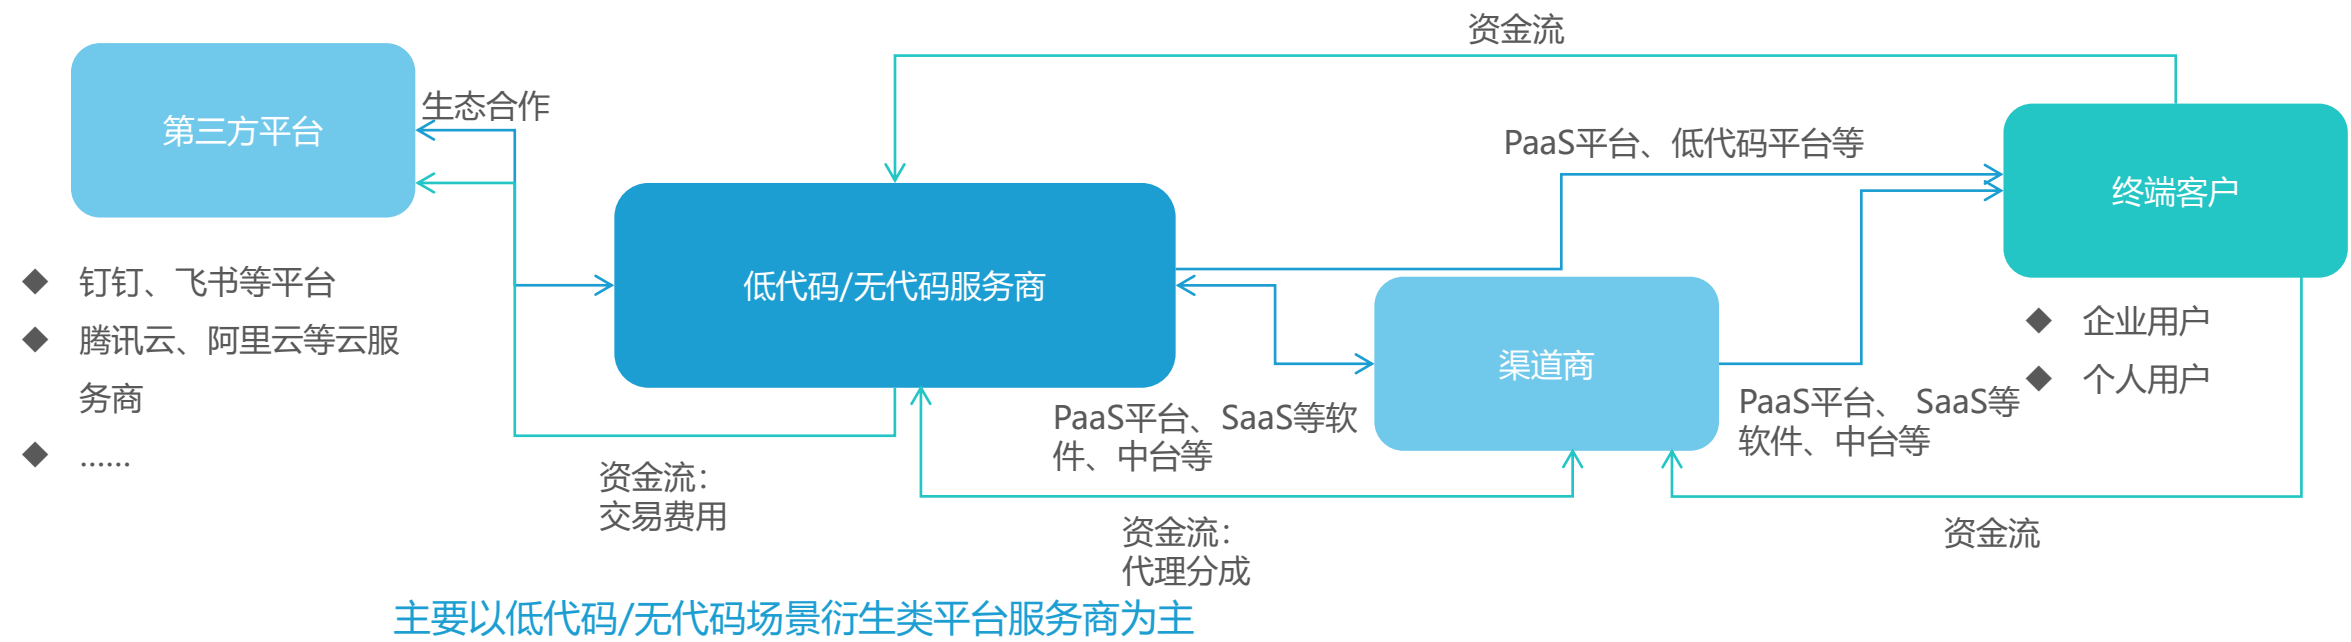 资金流
第三方平台
生态合作
PaaS平台、低代码平台等
终端客户
低代码/无代码服务商
◆ 钉钉、飞书等平台
◆ 腾讯云、阿里云等云服
务商
◆ ……
渠道商
◆ 企业用户
◆ 个人用户
PaaS平台、SaaS等软
件、中台等
PaaS平台、 SaaS等
软件、中台等
资金流：
交易费用
资金流：
代理分成
资金流
主要以低代码/无代码场景衍生类平台服务商为主